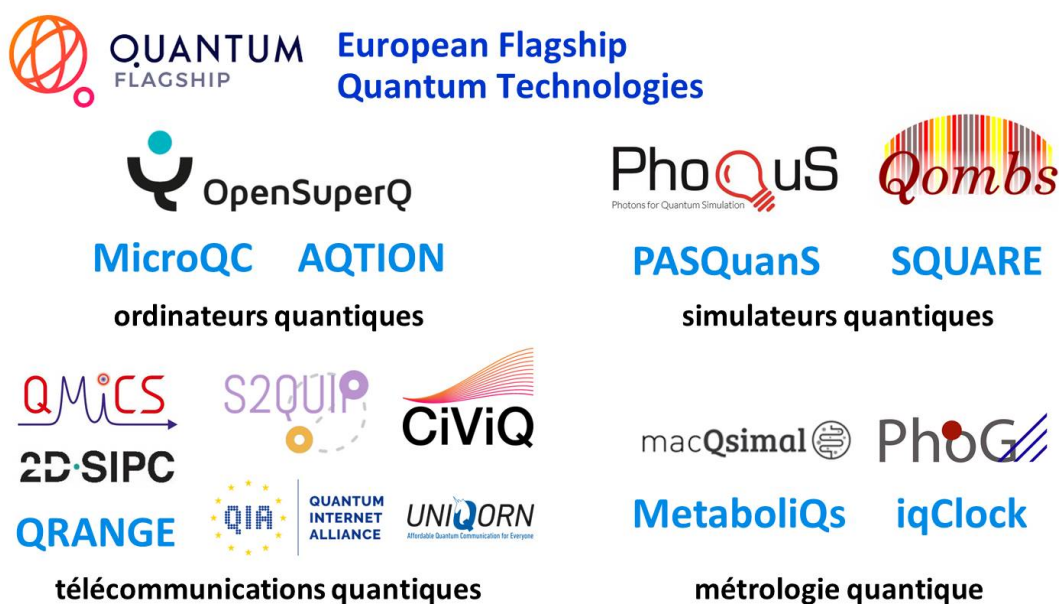 QUANTUM
FLAGSHIP
European Flagship
Quantum Technologies
OpenSuperQ
MicroQC AQTION
ordinateurs quantiques
PhoQuS
Photons for Quantum Simulation
Qombs
PASQuanS SQUARE
simulateurs quantiques
QMiCS
S2QUIP
CiViQ
2D·SIPC
QRANGE
QIA
QUANTUM
INTERNET
ALLIANCE
UNIQORN
Affordable Quantum Communication for Everyone
télécommunications quantiques
macQsimal
PhoG
MetaboliQs iqClock
métrologie quantique